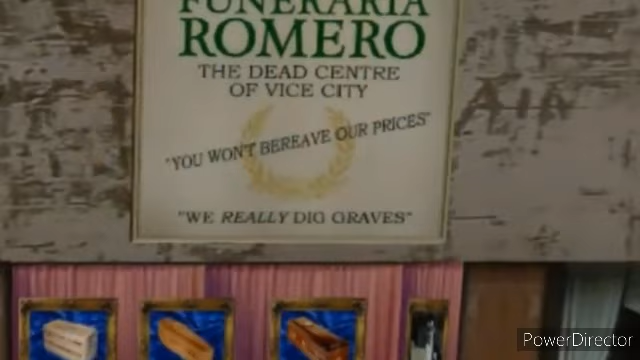 FUNERARIA
ROMERO
THE DEAD CENTRE
OF VICE CITY
"YOU WON'T BEREAVE OUR PRICES"
"WE REALLY DIG GRAVES"
PowerDirector